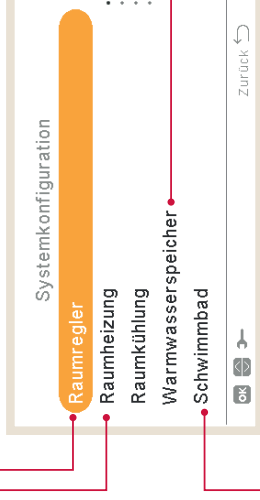 Systemkonfiguration
Raumregler
Raumheizung
Raumkühlung
Warmwasserspeicher
Schwimmbad
OK Zurück